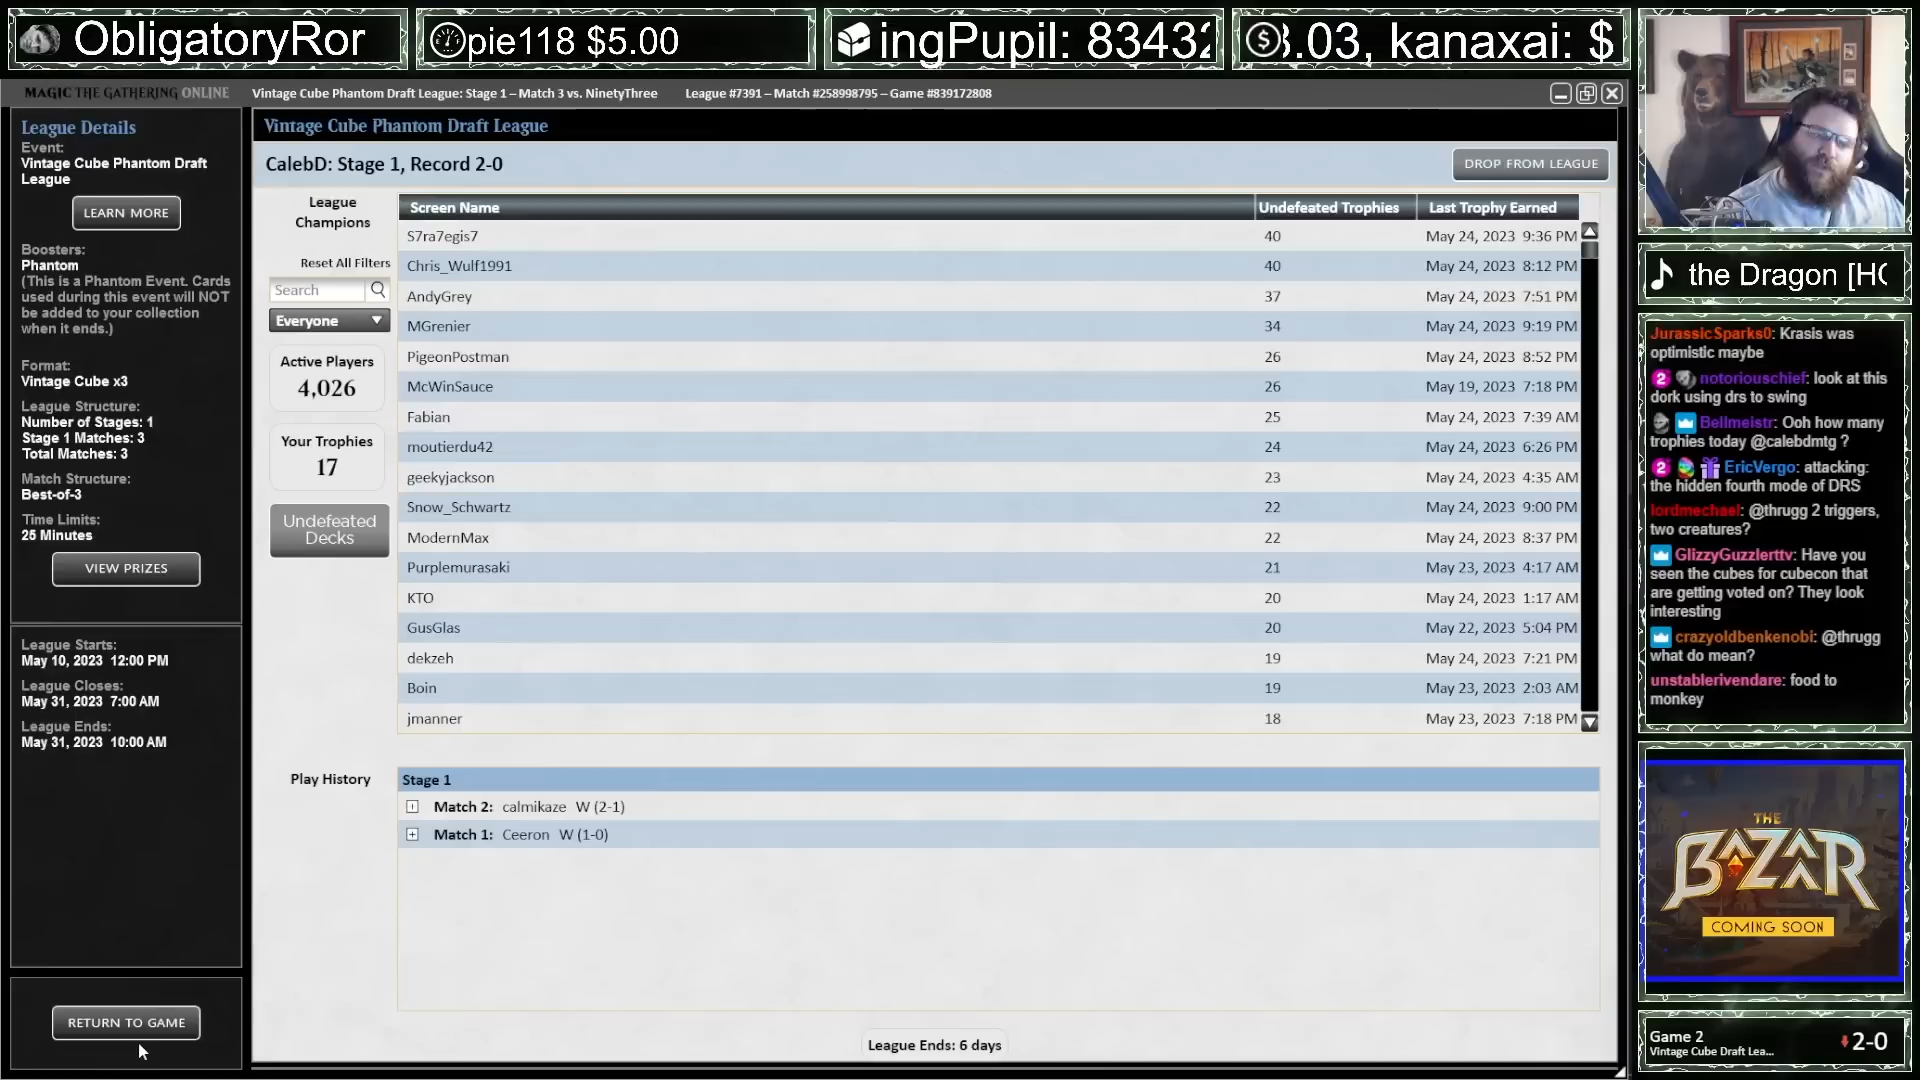 ObligatoryRor
pie118 $5.00
ingPupil: 83432
3.03, kanaxai: $
MAGIC THE GATHERING ONLINE
Vintage Cube Phantom Draft League: Stage 1 – Match 3 vs. NinetyThree
League #7391 – Match #258998795 – Game #839172808
League Details
Event:
Vintage Cube Phantom Draft
League
LEARN MORE
Boosters:
Phantom
(This is a Phantom Event. Cards
used during this event will NOT
be added to your collection
when it ends.)
Format:
Vintage Cube x3
League Structure:
Number of Stages: 1
Stage 1 Matches: 3
Total Matches: 3
Match Structure:
Best-of-3
Time Limits:
25 Minutes
VIEW PRIZES
League Starts:
May 10, 2023 12:00 PM
League Closes:
May 31, 2023 7:00 AM
League Ends:
May 31, 2023 10:00 AM
RETURN TO GAME
Vintage Cube Phantom Draft League
CalebD: Stage 1, Record 2-0
DROP FROM LEAGUE
League
Champions
Reset All Filters
Search
Everyone
Active Players
4,026
Your Trophies
17
Undefeated
Decks
Screen Name Undefeated Trophies Last Trophy Earned
S7ra7egis7 40 May 24, 2023 9:36 PM
Chris_Wulf1991 40 May 24, 2023 8:12 PM
AndyGrey 37 May 24, 2023 7:51 PM
MGrenier 34 May 24, 2023 9:19 PM
PigeonPostman 26 May 24, 2023 8:52 PM
McWinSauce 26 May 19, 2023 7:18 PM
Fabian 25 May 24, 2023 7:39 AM
moutierdu42 24 May 24, 2023 6:26 PM
geekyjackson 23 May 24, 2023 4:35 AM
Snow_Schwartz 22 May 24, 2023 9:00 PM
ModernMax 22 May 24, 2023 8:37 PM
Purplemurasaki 21 May 23, 2023 4:17 AM
KTO 20 May 24, 2023 1:17 AM
GusGlas 20 May 22, 2023 5:04 PM
dekzeh 19 May 24, 2023 7:21 PM
Boin 19 May 23, 2023 2:03 AM
jmanner 18 May 23, 2023 7:18 PM
Play History
Stage 1
Match 2: calmikaze W (2-1)
Match 1: Ceeron W (1-0)
League Ends: 6 days
the Dragon [HO
JurassicSparks0: Krasis was
optimistic maybe
2 notoriouschief: look at this
dork using drs to swing
Bellmeistr: Ooh how many
trophies today @calebdmtg ?
2 EricVergo: attacking:
the hidden fourth mode of DRS
lordmechael: @thrugg 2 triggers,
two creatures?
GlizzyGuzzlerttv: Have you
seen the cubes for cubecon that
are getting voted on? They look
interesting
crazyoldbenkenobi: @thrugg
what do mean?
unstablerivendare: food to
monkey
THE
BAZAAR
COMING SOON
Game 2
Vintage Cube Draft Lea...
2-0